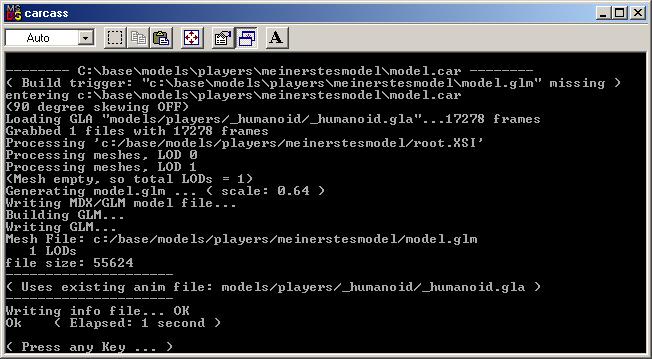 carcass
Auto
A
-------- C:\base\models\players\meinerstesmodel\model.car --------
( Build trigger: "c:\base\models\players\meinerstesmodel\model.glm" missing )
entering c:\base\models\players\meinerstesmodel\model.car
(90 degree skewing OFF)
Loading GLA "models/players/_humanoid/_humanoid.gla"...17278 frames
Grabbed 1 files with 17278 frames
Processing 'c:/base/models/players/meinerstesmodel/root.XSI'
Processing meshes, LOD 0
Processing meshes, LOD 1
(Mesh empty, so total LODs = 1)
Generating model.glm ... ( scale: 0.64 )
Writing MDX/GLM model file...
Building GLM...
Writing GLM...
Mesh File: c:/base/models/players/meinerstesmodel/model.glm
   1 LODs
file size: 55624
----------------------
( Uses existing anim file: models/players/_humanoid/_humanoid.gla )
----------------------
Writing info file... OK
Ok    ( Elapsed: 1 second )
( Press any Key ... )